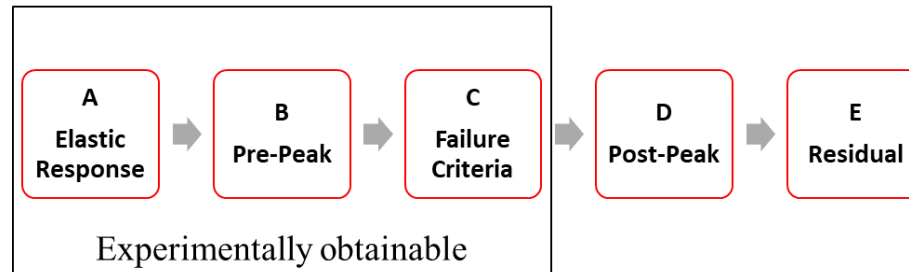 A
Elastic
Response
B
Pre-Peak
C
Failure
Criteria
D
Post-Peak
E
Residual
Experimentally obtainable